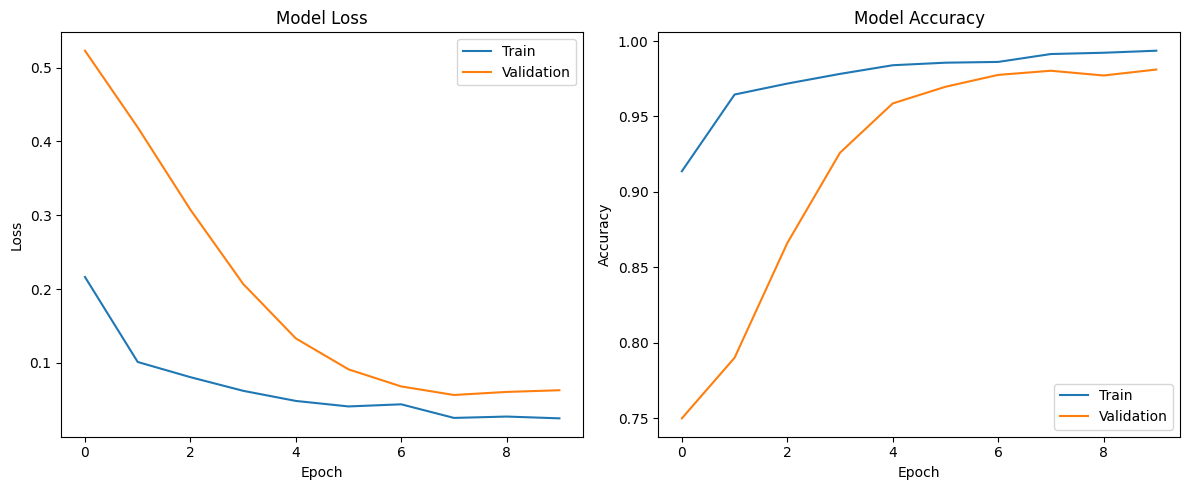 Model Loss
Train
Validation
0.5
0.4
0.3
0.2
0.1
Loss
0
2
4
6
8
Epoch
Model Accuracy
1.00
0.95
0.90
0.85
0.80
0.75
Accuracy
Train
Validation
0
2
4
6
8
Epoch